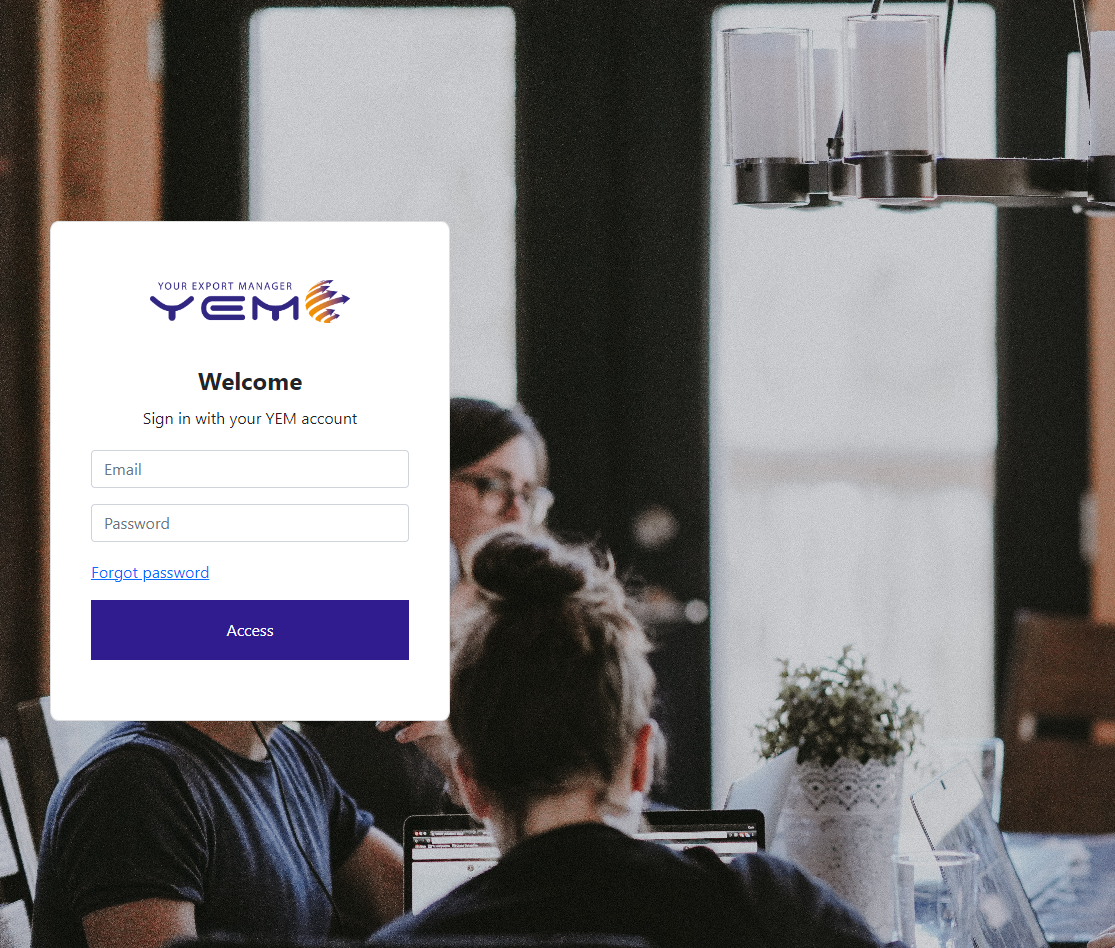 YOUR EXPORT MANAGER
YEM
Welcome
Sign in with your YEM account
Email
Password
Forgot password
Access